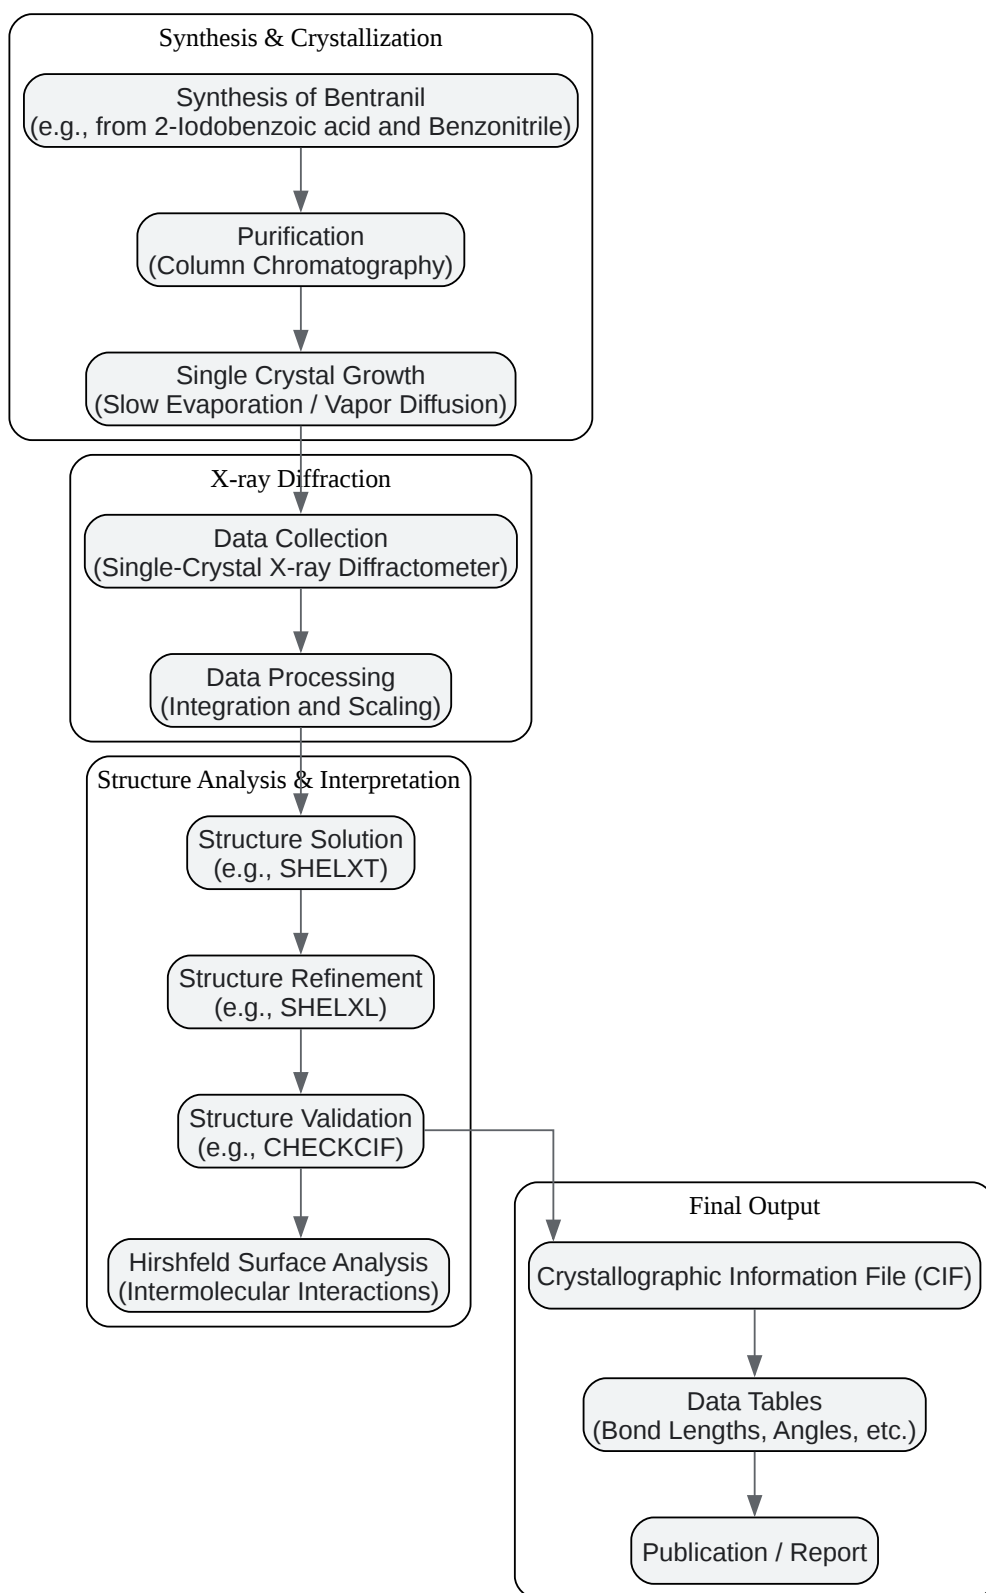 Synthesis & Crystallization
Synthesis of Bentranil
(e.g., from 2-Iodobenzoic acid and Benzonitrile)
Purification
(Column Chromatography)
Single Crystal Growth
(Slow Evaporation / Vapor Diffusion)
X-ray Diffraction
Data Collection
(Single-Crystal X-ray Diffractometer)
Data Processing
(Integration and Scaling)
Structure Analysis & Interpretation
Structure Solution
(e.g., SHELXT)
Structure Refinement
(e.g., SHELXL)
Structure Validation
(e.g., CHECKCIF)
Hirshfeld Surface Analysis
(Intermolecular Interactions)
Final Output
Crystallographic Information File (CIF)
Data Tables
(Bond Lengths, Angles, etc.)
Publication / Report